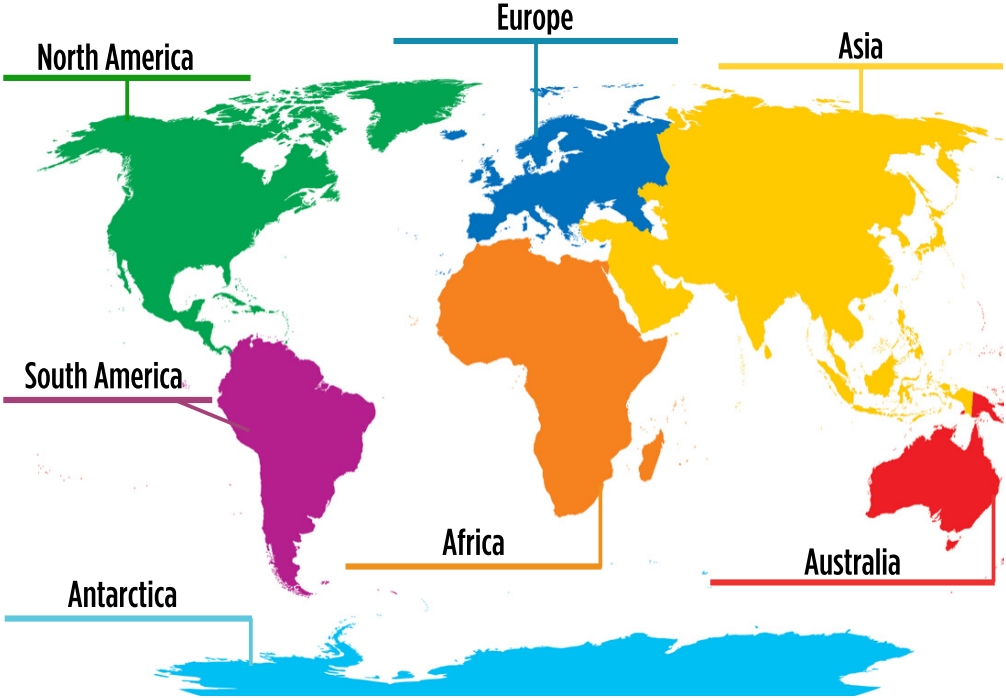 Europe
North America
Asia
South America
Africa
Australia
Antarctica